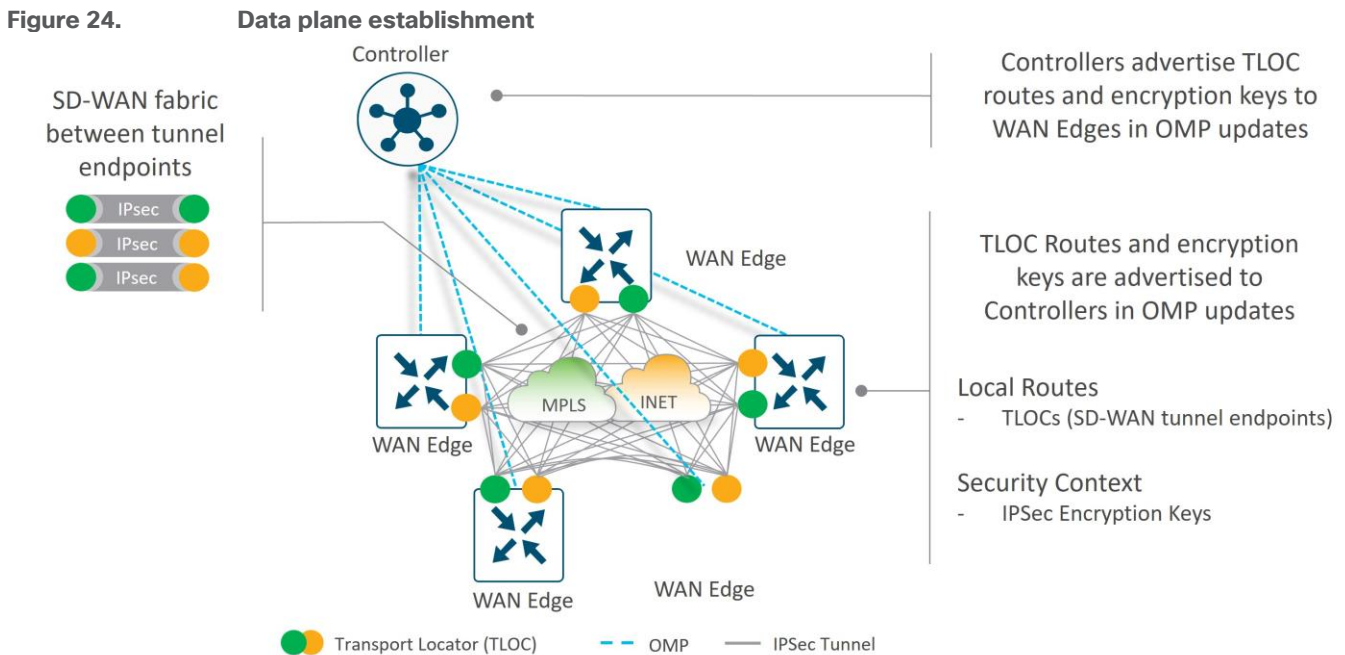 Figure 24. Data plane establishment
Controller
SD-WAN fabric
between tunnel
endpoints
IPsec
IPsec
IPsec
Controllers advertise TLOC
routes and encryption keys to
WAN Edges in OMP updates
WAN Edge
TLOC Routes and encryption
keys are advertised to
Controllers in OMP updates
MPLS
INET
WAN Edge
WAN Edge
Local Routes
- TLOCs (SD-WAN tunnel endpoints)
Security Context
- IPSec Encryption Keys
WAN Edge
WAN Edge
Transport Locator (TLOC)
OMP
IPSec Tunnel